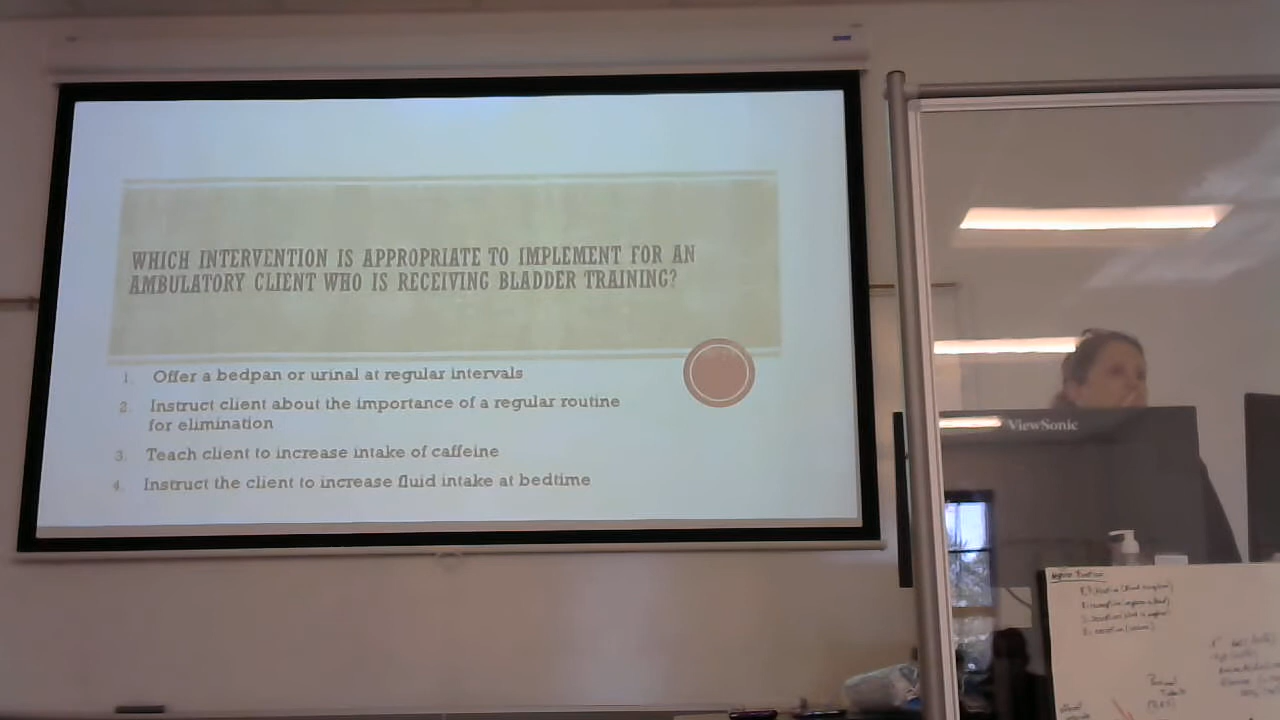 WHICH INTERVENTION IS APPROPRIATE TO IMPLEMENT FOR AN
AMBULATORY CLIENT WHO IS RECEIVING BLADDER TRAINING?
1. Offer a bedpan or urinal at regular intervals
2. Instruct client about the importance of a regular routine
for elimination
3. Teach client to increase intake of caffeine
4. Instruct the client to increase fluid intake at bedtime
ViewSonic